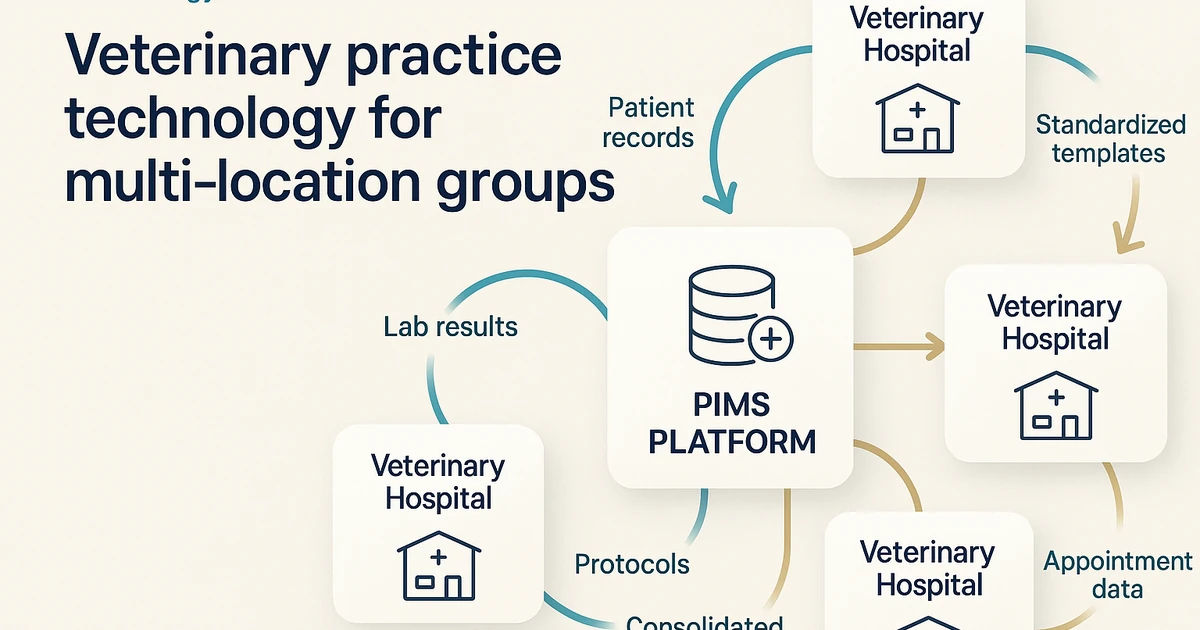 Veterinary practice
technology for
multi-location groups
Veterinary
Hospital
Patient
records
Standardized
templates
Lab results
PIMS
PLATFORM
Veterinary
Hospital
Veterinary
Hospital
Protocols
Veterinary
Hospital
Appointment
data
Consolidated